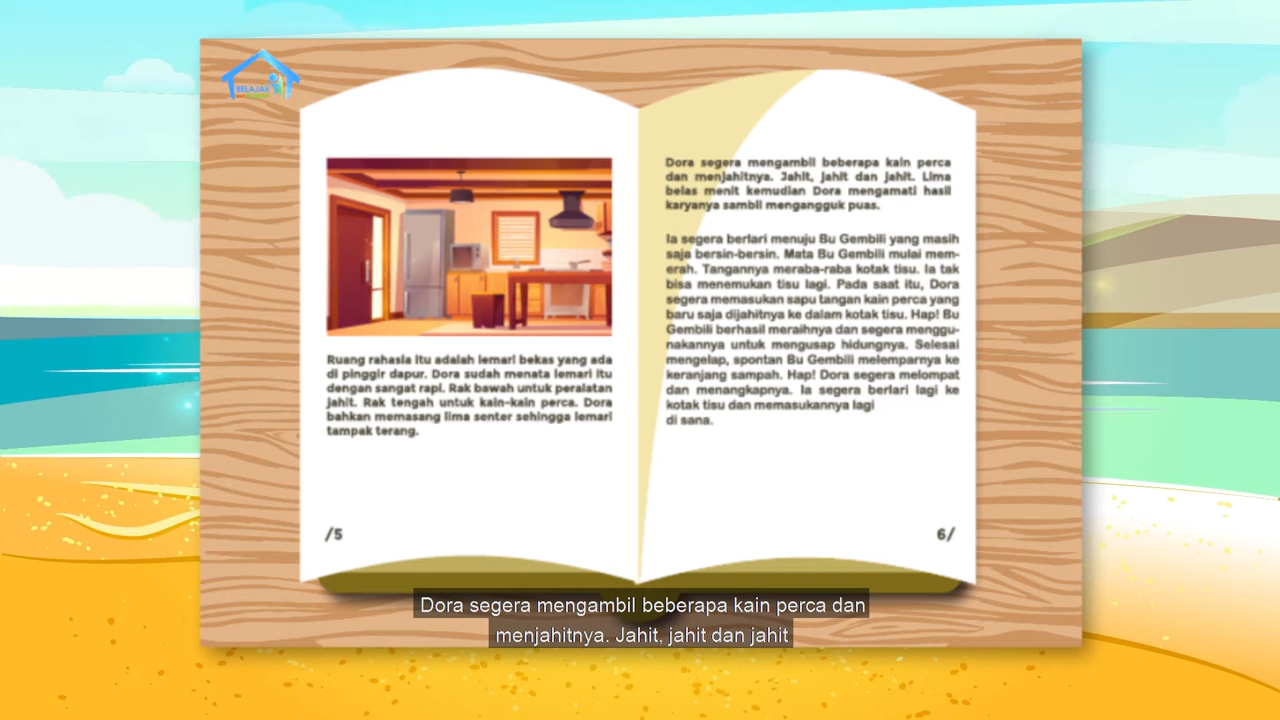 BELAJAR
Ruang rahasia itu adalah lemari bekas yang ada
di pinggir dapur. Dora sudah menata lemari itu
dengan sangat rapi. Rak bawah untuk peralatan
jahit. Rak tengah untuk kain-kain perca. Dora
bahkan memasang lima senter sehingga lemari
tampak terang.
/5
Dora segera mengambil beberapa kain perca
dan menjahitnya. Jahit, jahit dan jahit. Lima
belas menit kemudian Dora mengamati hasil
karyanya sambil mengangguk puas.
Ia segera berlari menuju Bu Gembili yang masih
saja bersin-bersin. Mata Bu Gembili mulai mem-
erah. Tangannya meraba-raba kotak tisu. Ia tak
bisa menemukan tisu lagi. Pada saat itu, Dora
segera memasukan sapu tangan kain perca yang
baru saja dijahitnya ke dalam kotak tisu. Hap! Bu
Gembili berhasil meraihnya dan segera menggu-
nakannya untuk mengusap hidungnya. Selesai
mengelap, spontan Bu Gembili melemparnya ke
keranjang sampah. Hap! Dora segera melompat
dan menangkapnya. Ia segera berlari lagi ke
kotak tisu dan memasukannya lagi
di sana.
6/
Dora segera mengambil beberapa kain perca dan
menjahitnya. Jahit, jahit dan jahit